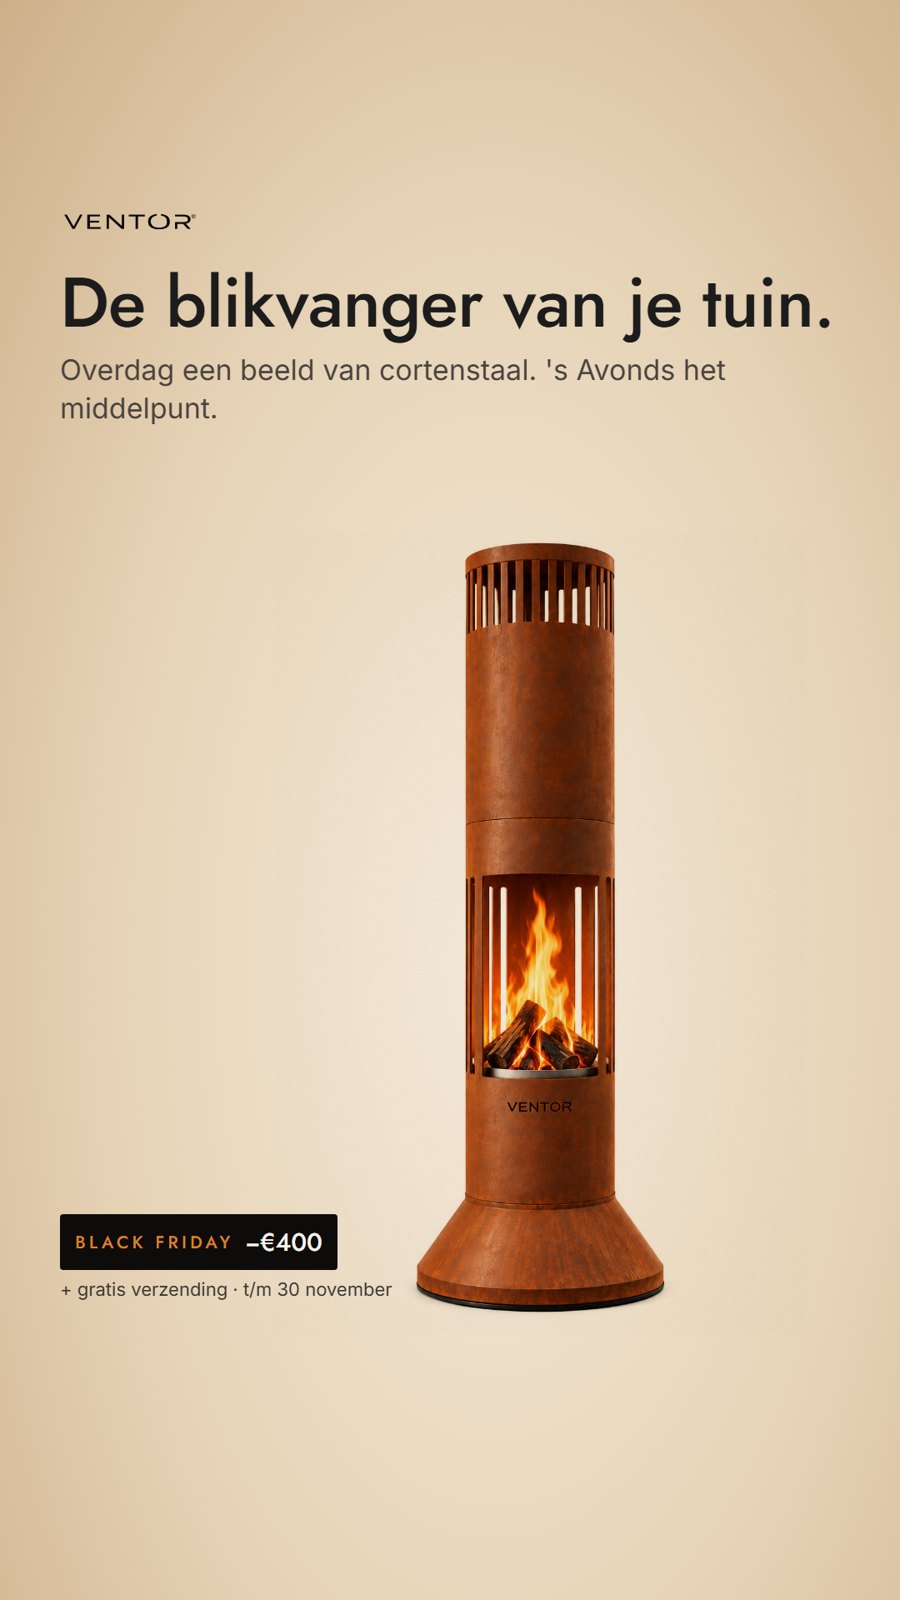 VENTOR®
De blikvanger van je tuin.
Overdag een beeld van cortenstaal. 's Avonds het
middelpunt.
VENTOR
BLACK FRIDAY –€400
+ gratis verzending · t/m 30 november